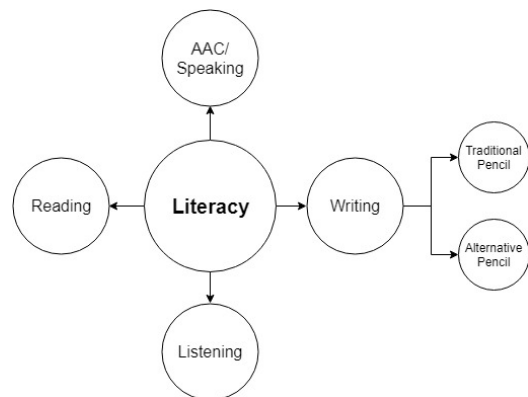 AAC/
Speaking
Reading
Literacy
Writing
Traditional
Pencil
Alternative
Pencil
Listening